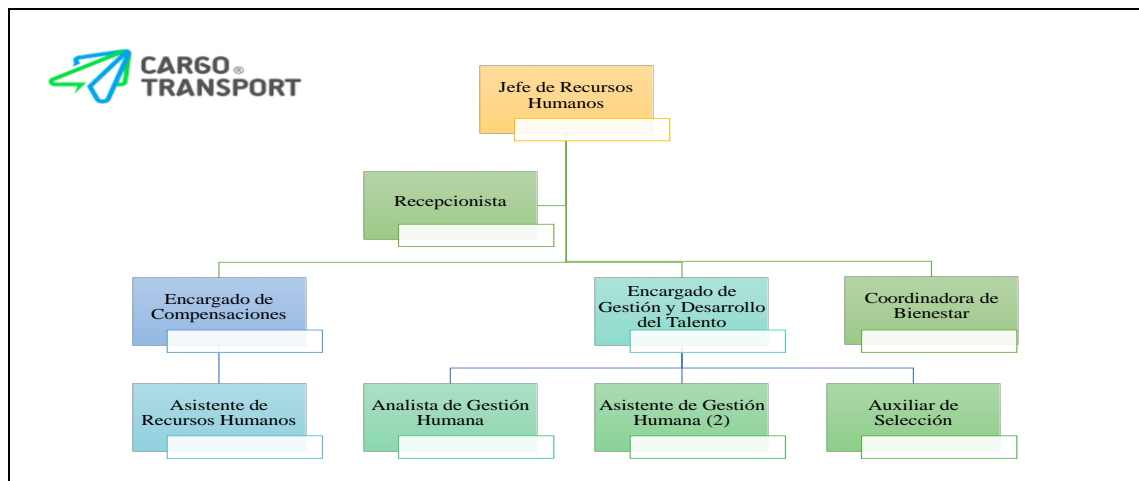 CARGO®
TRANSPORT
Jefe de Recursos
Humanos
Recepcionista
Encargado de
Compensaciones
Encargado de
Gestión y Desarrollo
del Talento
Coordinadora de
Bienestar
Asistente de
Recursos Humanos
Analista de Gestión
Humana
Asistente de Gestión
Humana (2)
Auxiliar de
Selección